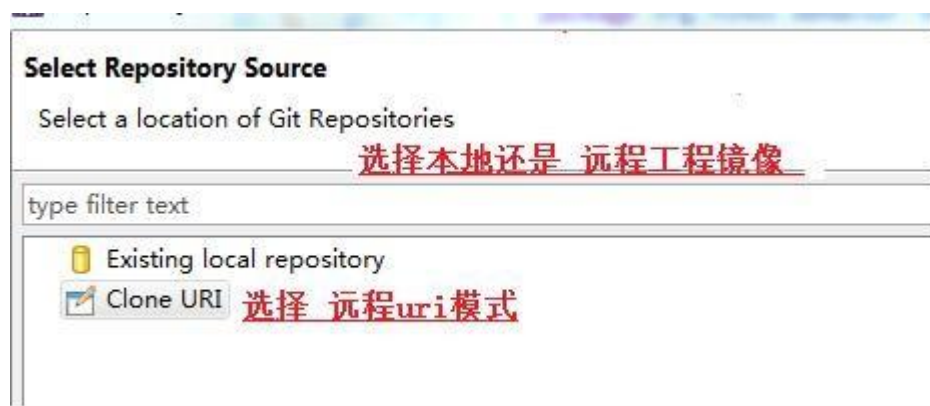 Select Repository Source
Select a location of Git Repositories
选择本地还是 远程工程镜像
type filter text
Existing local repository
Clone URI 选择 远程uri模式